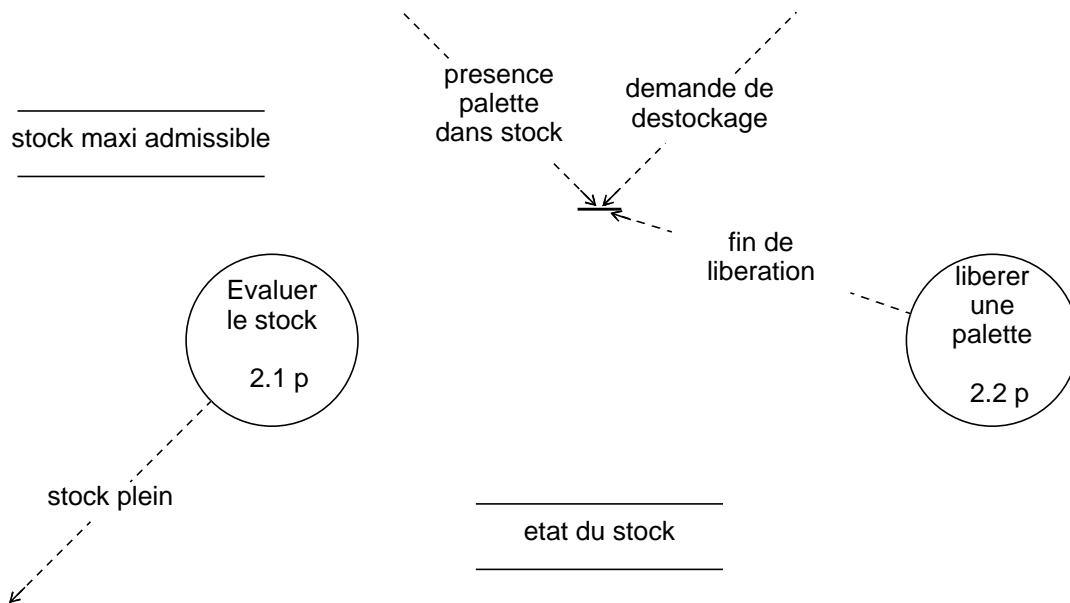 presence
palette
dans stock
demande de
destockage
stock maxi admissible
fin de
liberation
Evaluer
le stock
2.1 p
liberer
une
palette
2.2 p
stock plein
etat du stock